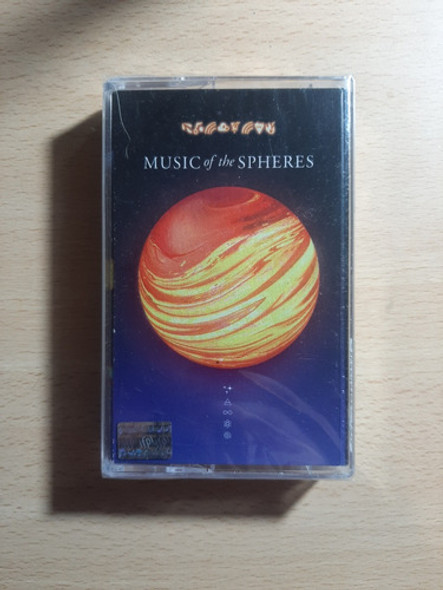 MUSIC of the SPHERES